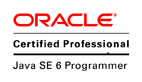 ORACLE®
Certified Professional
Java SE 6 Programmer